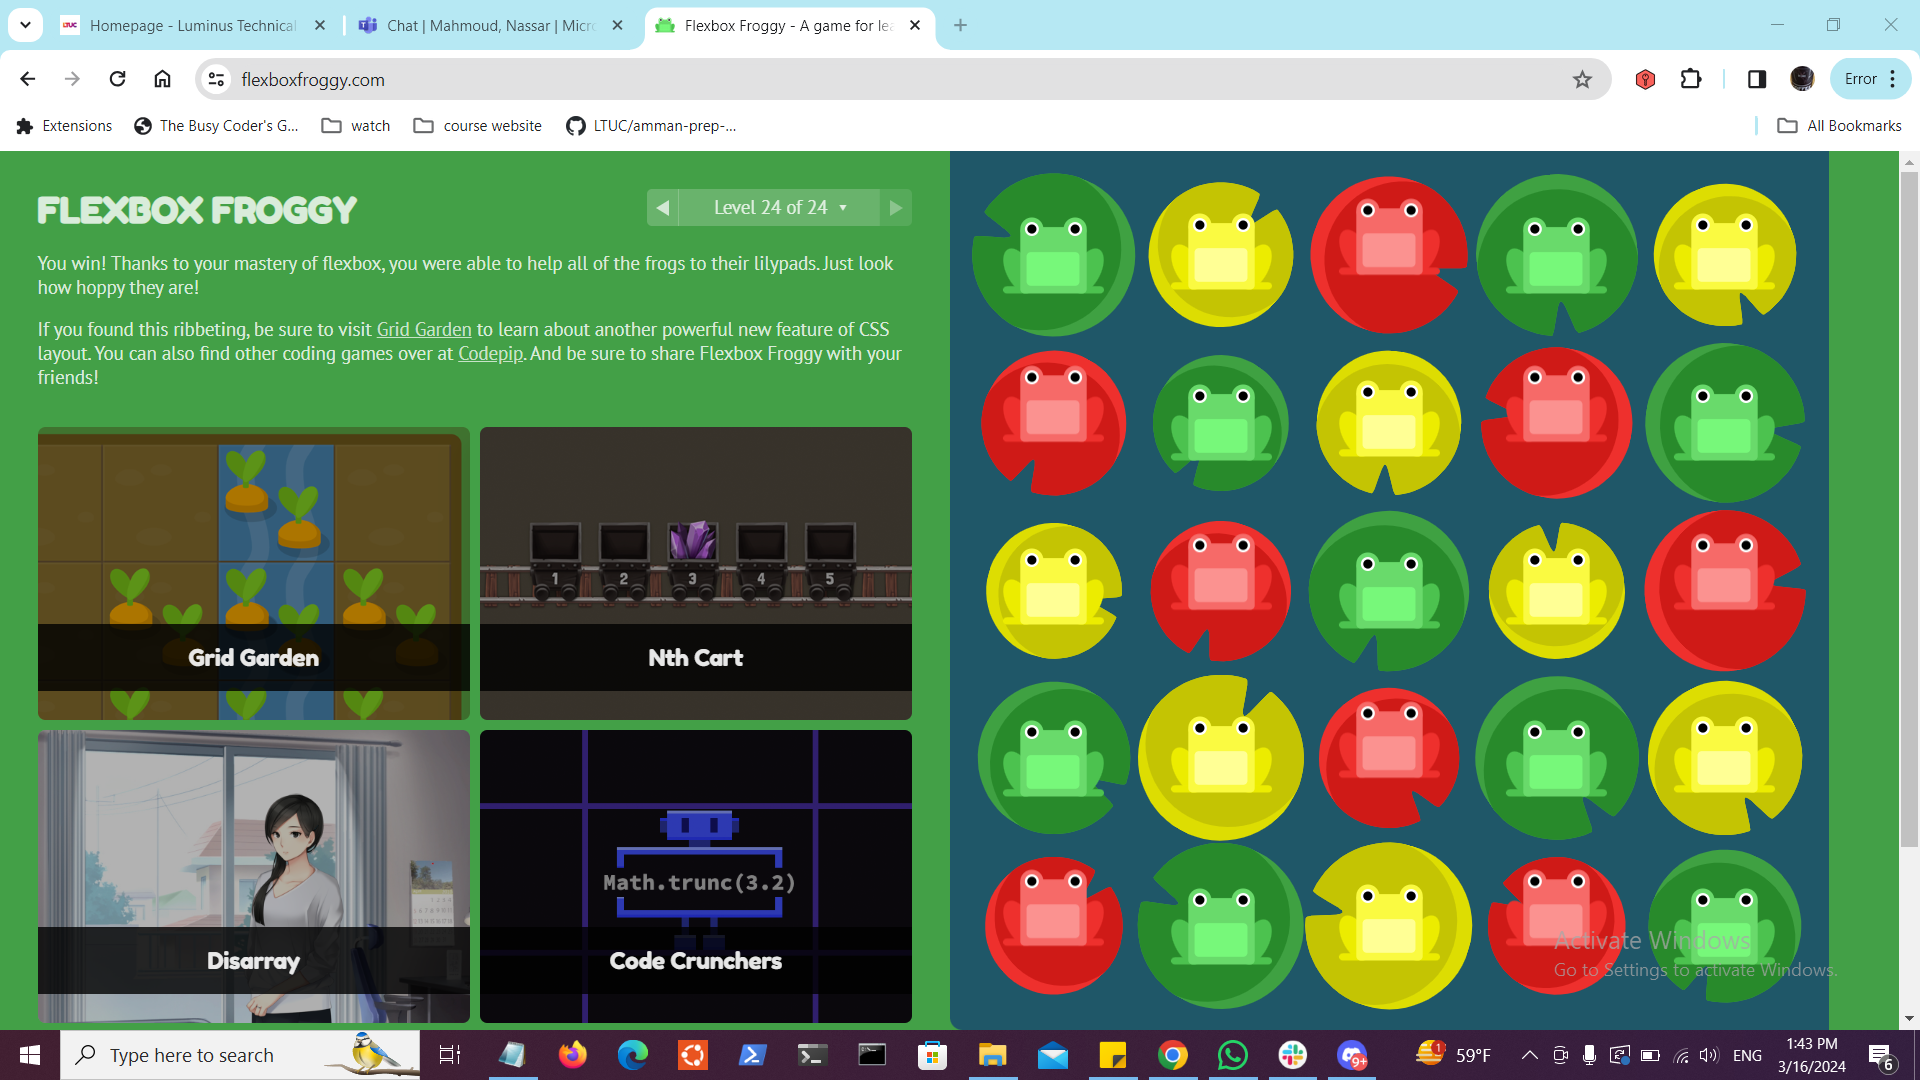 LTUC Homepage - Luminus Technical
Chat | Mahmoud, Nassar | Micro
Flexbox Froggy - A game for lea
flexboxfroggy.com
Error
Extensions
The Busy Coder's G...
watch
course website
LTUC/amman-prep-...
All Bookmarks
FLEXBOX FROGGY
Level 24 of 24
You win! Thanks to your mastery of flexbox, you were able to help all of the frogs to their lilypads. Just look
how hoppy they are!
If you found this ribbeting, be sure to visit Grid Garden to learn about another powerful new feature of CSS
layout. You can also find other coding games over at Codepip. And be sure to share Flexbox Froggy with your
friends!
1 2 3 4 5
Grid Garden
Nth Cart
Math.trunc(3.2)
Disarray
Code Crunchers
Activate Windows
Go to Settings to activate Windows.
Type here to search
9+
1
59°F
ENG
1:43 PM
3/16/2024
6